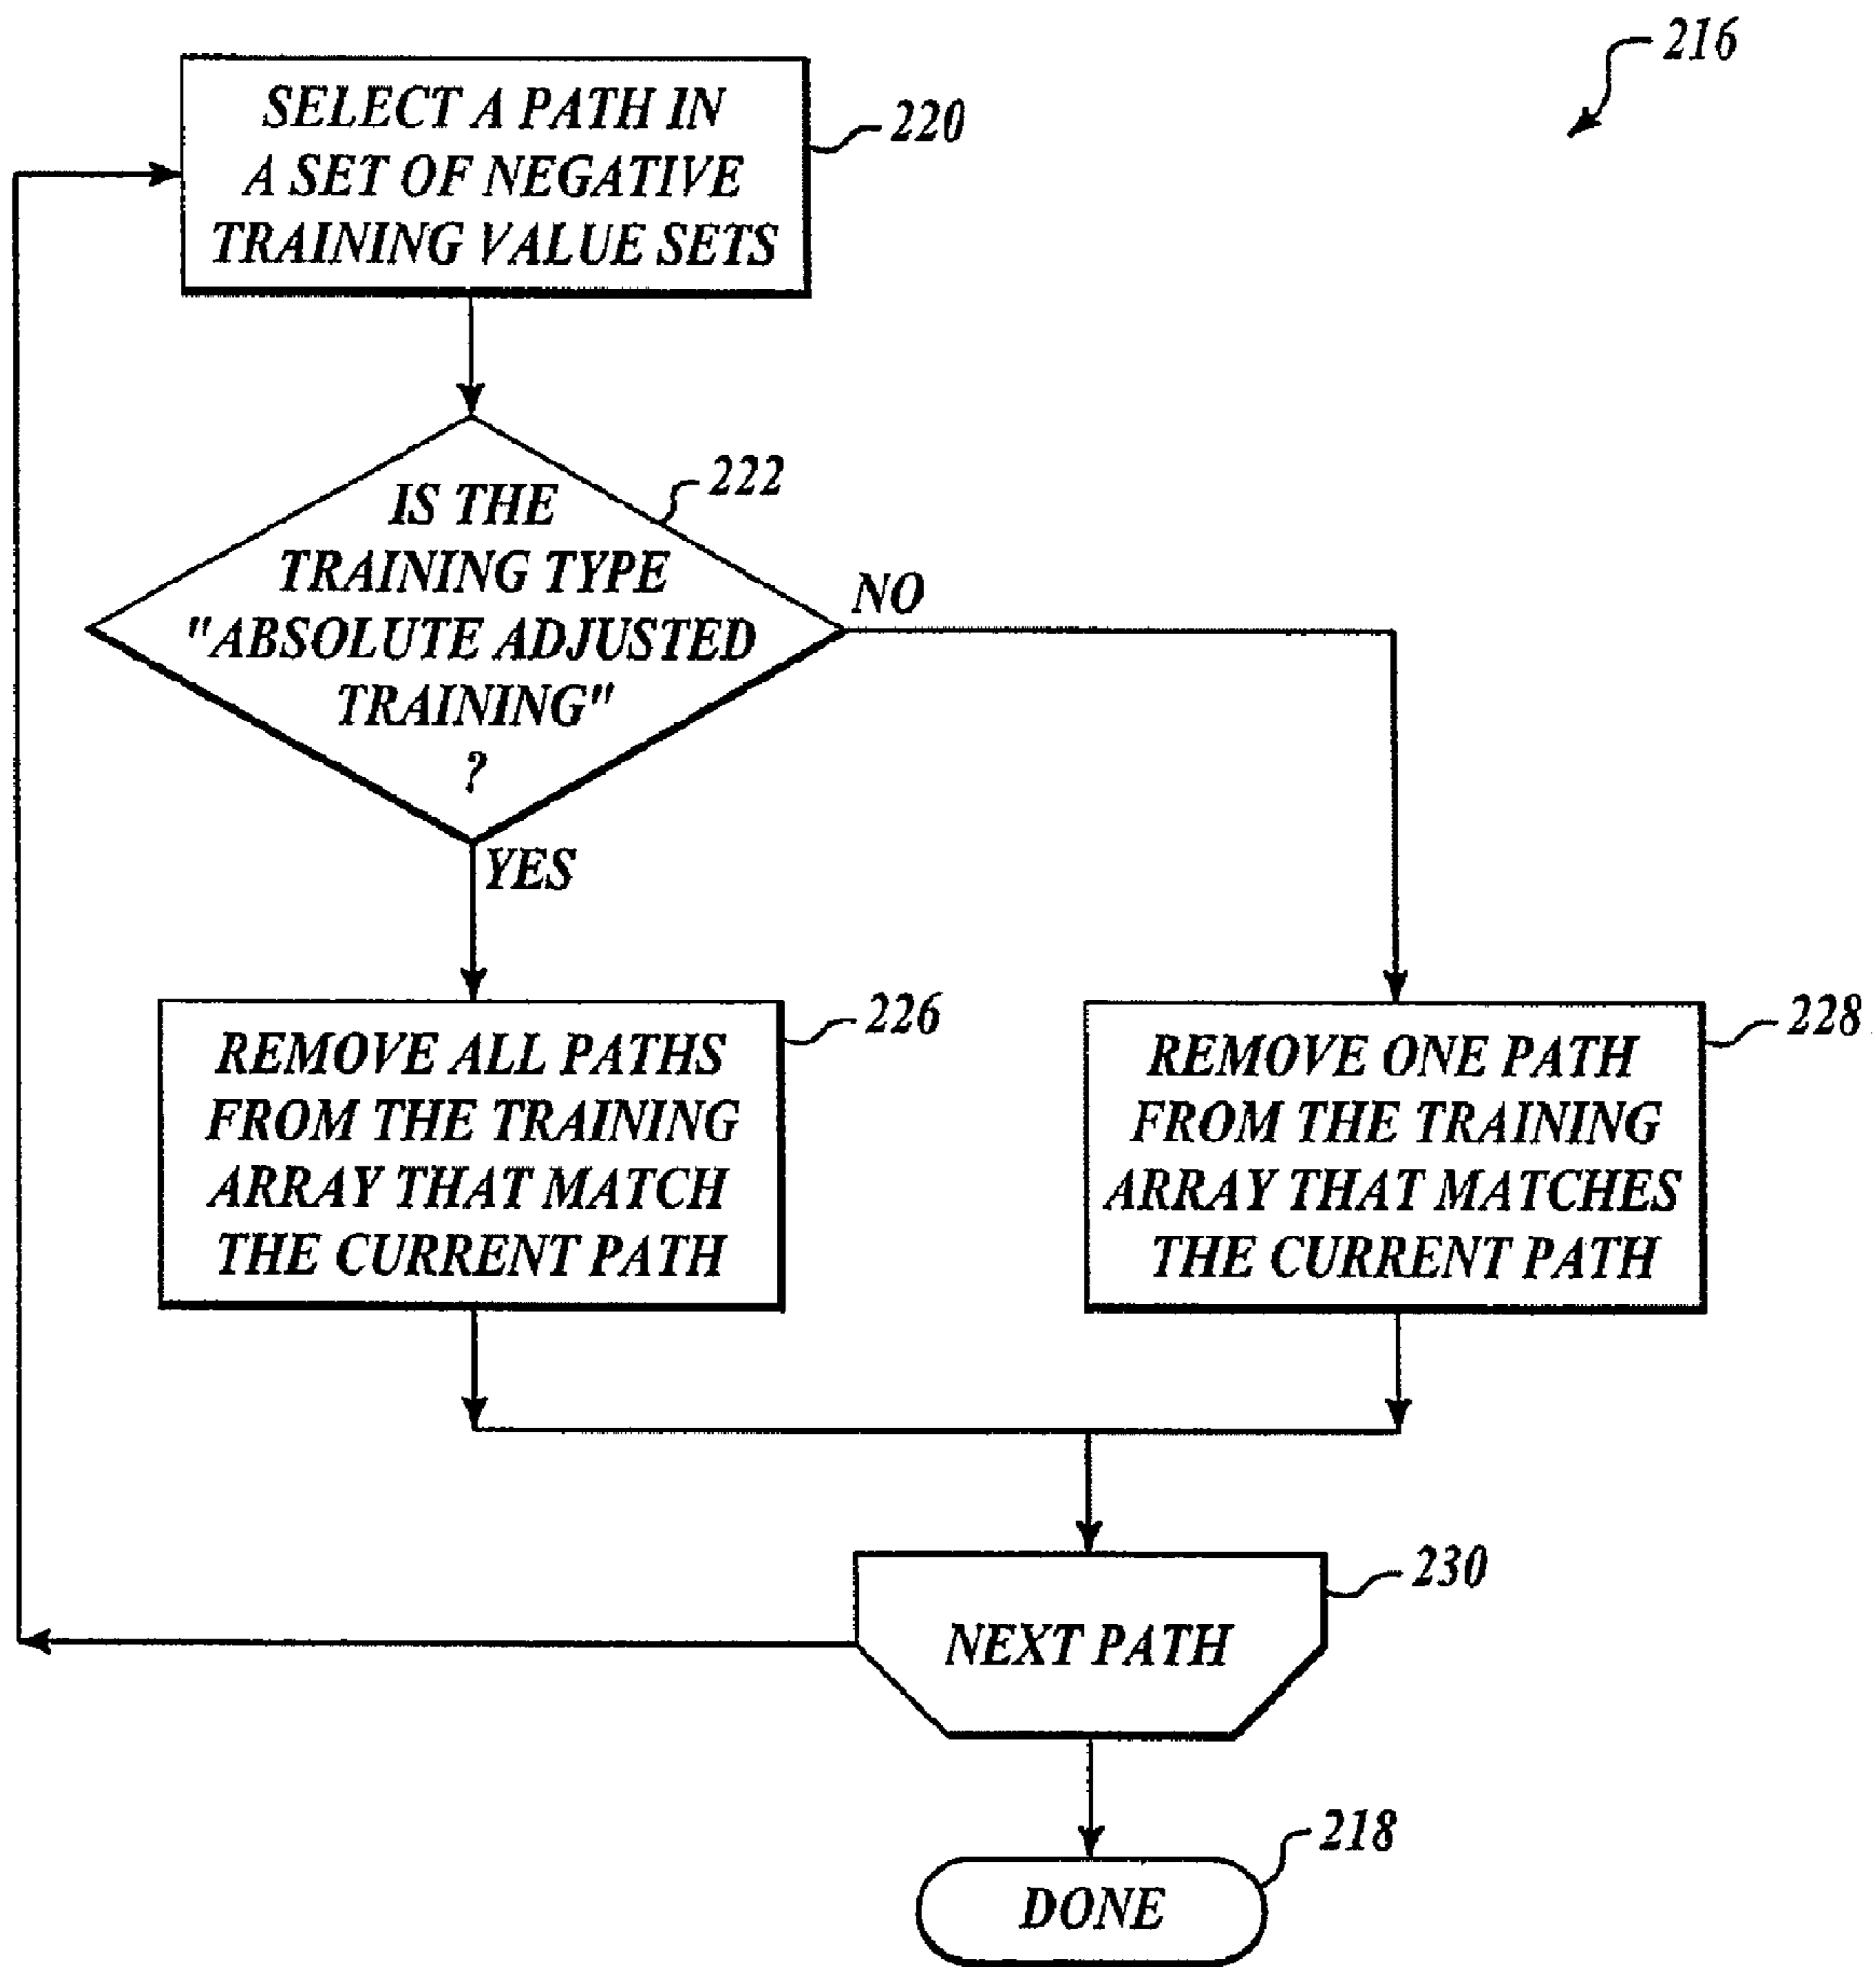 216
SELECT A PATH IN
A SET OF NEGATIVE
TRAINING VALUE SETS
220
IS THE
TRAINING TYPE
"ABSOLUTE ADJUSTED
TRAINING"
?
222
NO
YES
REMOVE ALL PATHS
FROM THE TRAINING
ARRAY THAT MATCH
THE CURRENT PATH
226
REMOVE ONE PATH
FROM THE TRAINING
ARRAY THAT MATCHES
THE CURRENT PATH
228
NEXT PATH
230
DONE
218